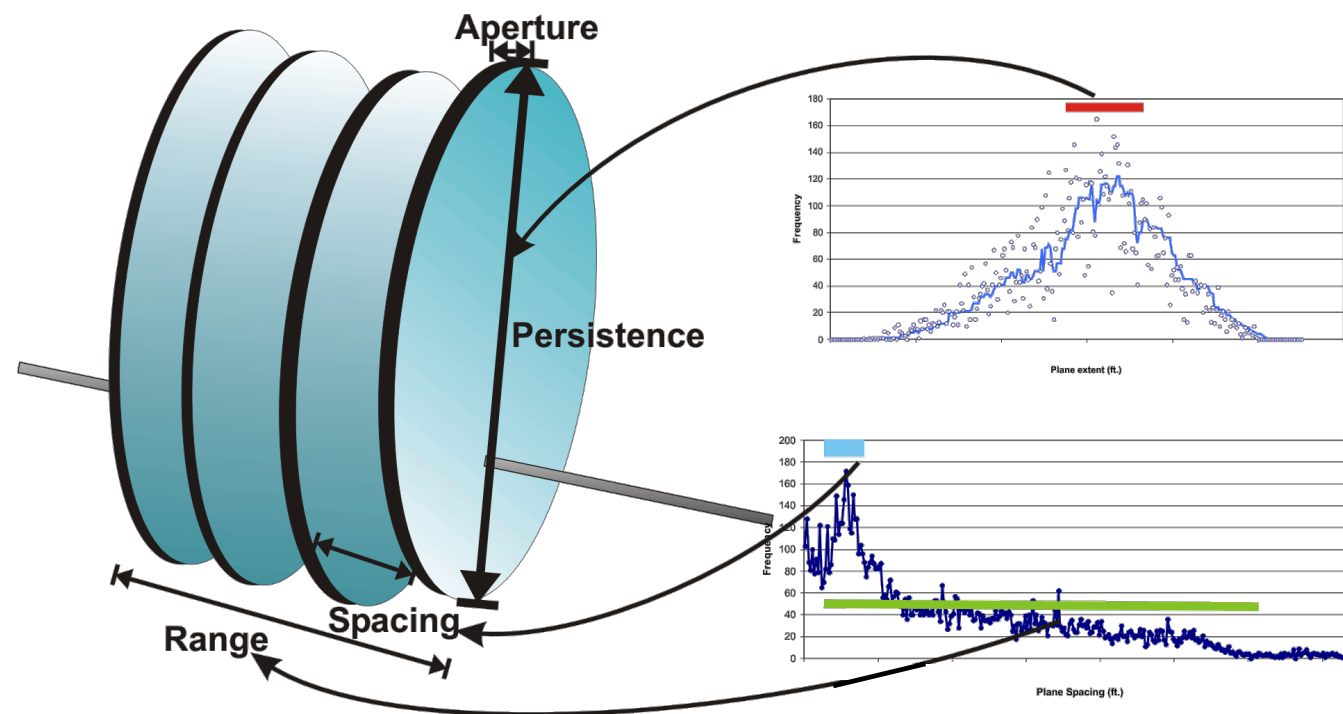 Aperture
Persistence
Spacing
Range
180
160
140
120
100
80
60
40
20
0
Frequency
Plane extent (ft.)
200
180
160
140
120
100
80
60
40
20
0
Frequency
Plane Spacing (ft.)